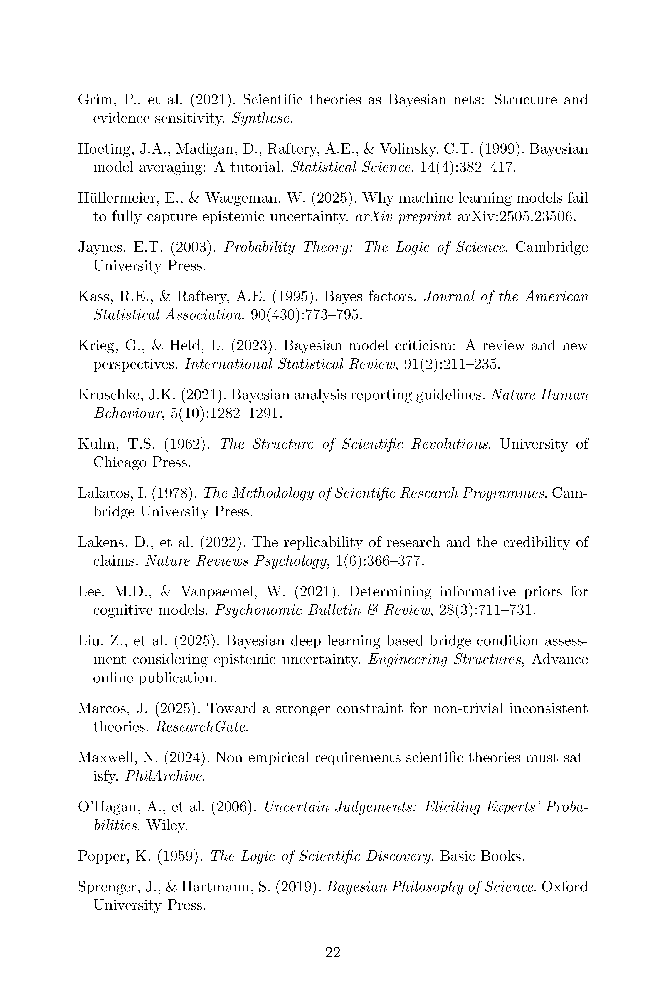 Grim, P., et al. (2021). Scientific theories as Bayesian nets: Structure and
evidence sensitivity. Synthese.
Hoeting, J.A., Madigan, D., Raftery, A.E., & Volinsky, C.T. (1999). Bayesian
model averaging: A tutorial. Statistical Science, 14(4):382–417.
Hüllermeier, E., & Waegeman, W. (2025). Why machine learning models fail
to fully capture epistemic uncertainty. arXiv preprint arXiv:2505.23506.
Jaynes, E.T. (2003). Probability Theory: The Logic of Science. Cambridge
University Press.
Kass, R.E., & Raftery, A.E. (1995). Bayes factors. Journal of the American
Statistical Association, 90(430):773–795.
Krieg, G., & Held, L. (2023). Bayesian model criticism: A review and new
perspectives. International Statistical Review, 91(2):211–235.
Kruschke, J.K. (2021). Bayesian analysis reporting guidelines. Nature Human
Behaviour, 5(10):1282–1291.
Kuhn, T.S. (1962). The Structure of Scientific Revolutions. University of
Chicago Press.
Lakatos, I. (1978). The Methodology of Scientific Research Programmes. Cam-
bridge University Press.
Lakens, D., et al. (2022). The replicability of research and the credibility of
claims. Nature Reviews Psychology, 1(6):366–377.
Lee, M.D., & Vanpaemel, W. (2021). Determining informative priors for
cognitive models. Psychonomic Bulletin & Review, 28(3):711–731.
Liu, Z., et al. (2025). Bayesian deep learning based bridge condition assess-
ment considering epistemic uncertainty. Engineering Structures, Advance
online publication.
Marcos, J. (2025). Toward a stronger constraint for non-trivial inconsistent
theories. ResearchGate.
Maxwell, N. (2024). Non-empirical requirements scientific theories must sat-
isfy. PhilArchive.
O'Hagan, A., et al. (2006). Uncertain Judgements: Eliciting Experts' Proba-
bilities. Wiley.
Popper, K. (1959). The Logic of Scientific Discovery. Basic Books.
Sprenger, J., & Hartmann, S. (2019). Bayesian Philosophy of Science. Oxford
University Press.
22